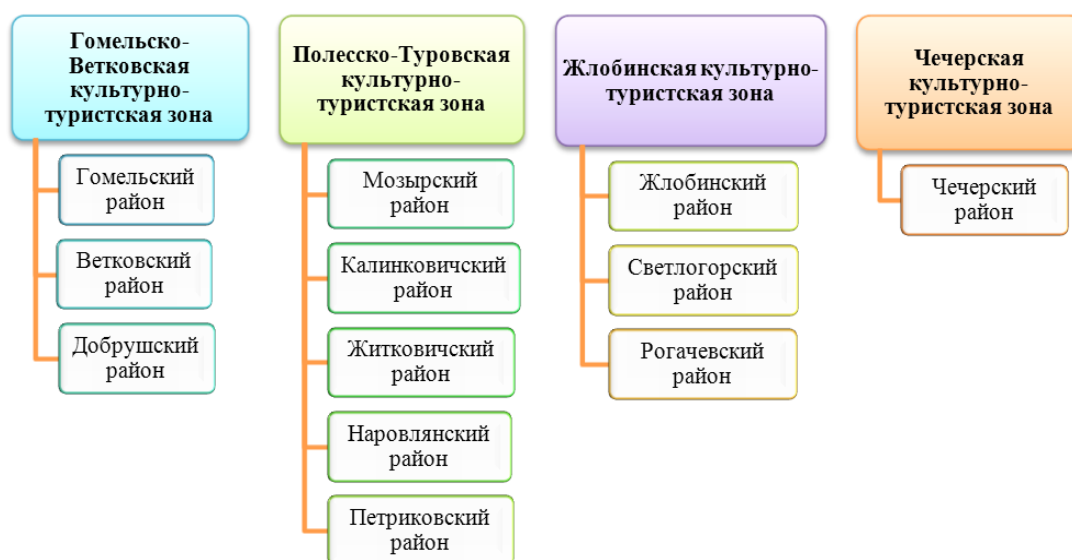 Гомельско-
Ветковская
культурно-
туристская зона
Гомельский
район
Ветковский
район
Добрушский
район
Полесско-Туровская
культурно-
туристская зона
Мозырский
район
Калинковичский
район
Житковичский
район
Наровлянский
район
Петриковский
район
Жлобинская культурно-
туристская зона
Жлобинский
район
Светлогорский
район
Рогачевский
район
Чечерская
культурно-
туристская зона
Чечерский
район